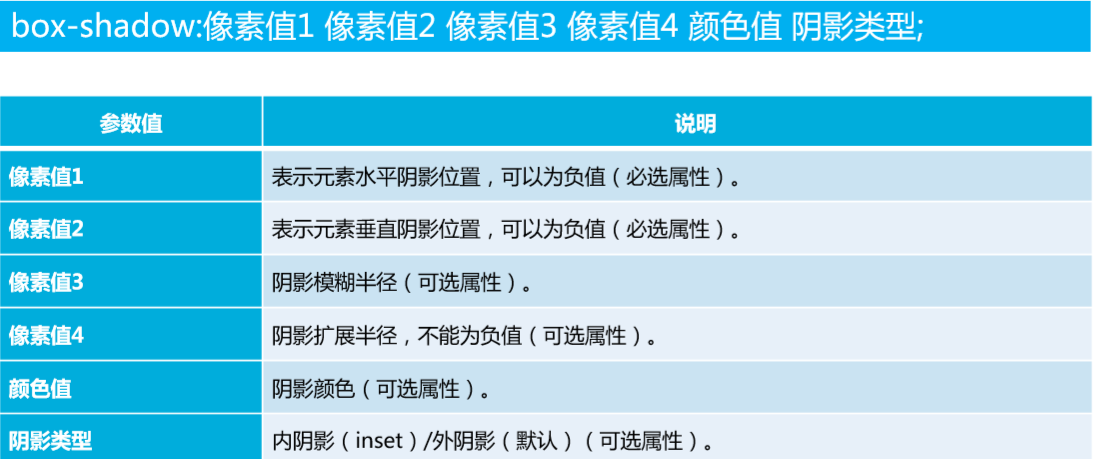 box-shadow:像素值1 像素值2 像素值3 像素值4 颜色值 阴影类型;
参数值 说明
像素值1 表示元素水平阴影位置，可以为负值（必选属性）。
像素值2 表示元素垂直阴影位置，可以为负值（必选属性）。
像素值3 阴影模糊半径（可选属性）。
像素值4 阴影扩展半径，不能为负值（可选属性）。
颜色值 阴影颜色（可选属性）。
阴影类型 内阴影（inset）/外阴影（默认）（可选属性）。